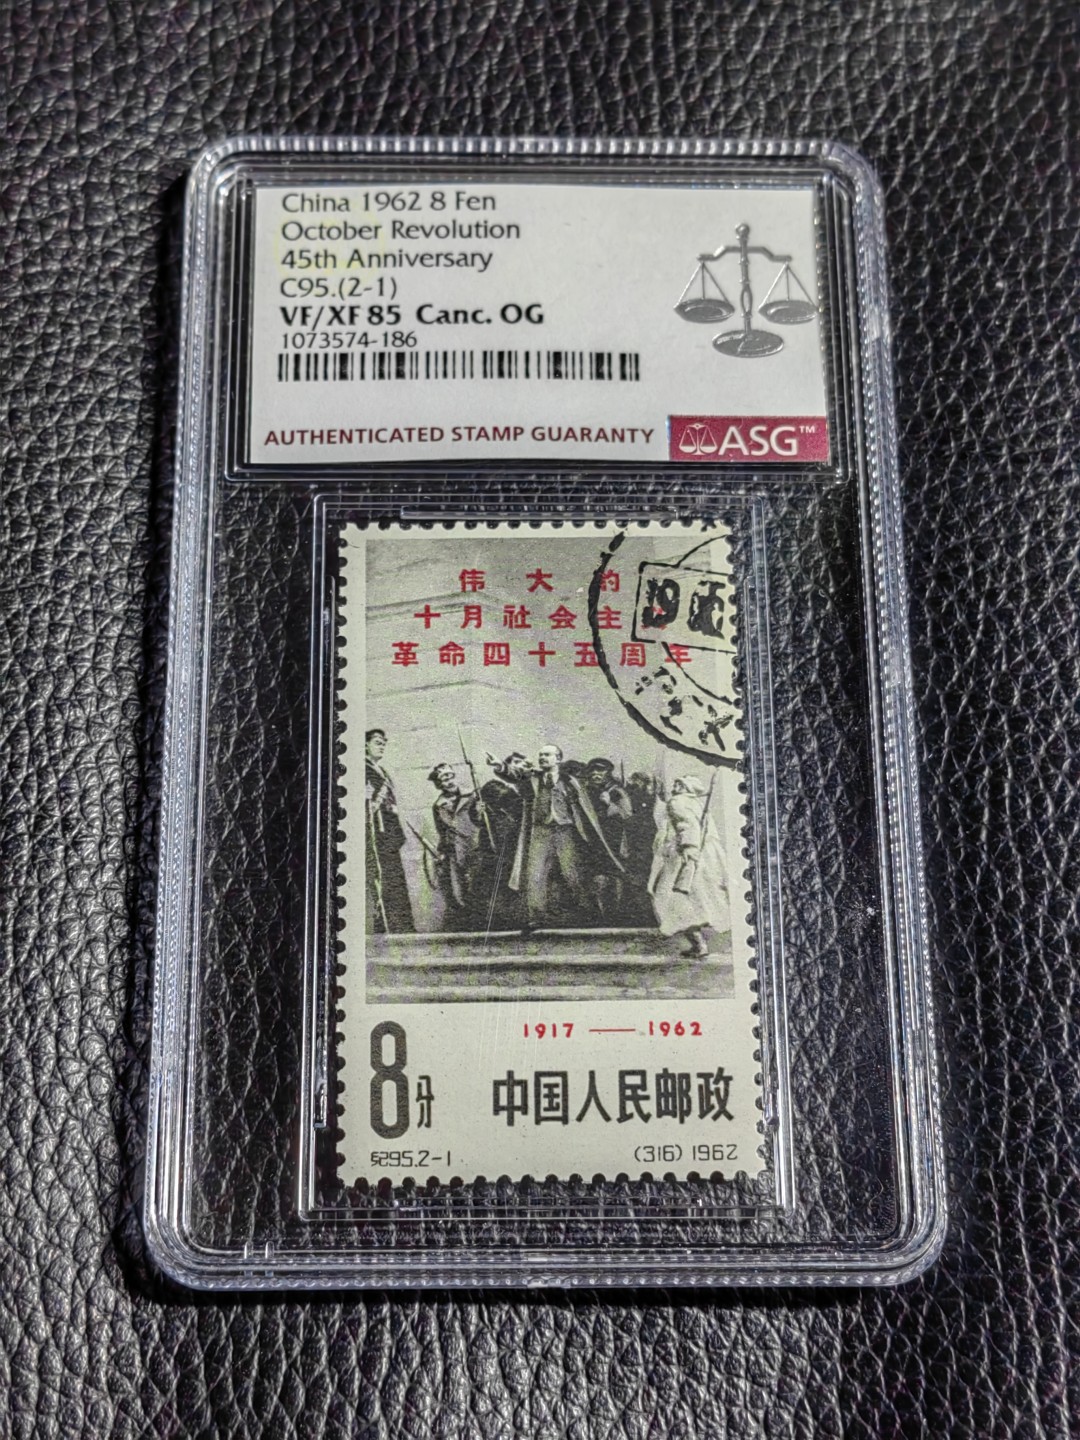 China 1962 8 Fen
October Revolution
45th Anniversary
C95.(2-1)
VF/XF 85 Canc. OG
1073574-186
AUTHENTICATED STAMP GUARANTY
ASG™
伟大的
十月社会主
革命四十五周年
1917 — 1962
8分
中国人民邮政
纪95.2-1
(316) 1962